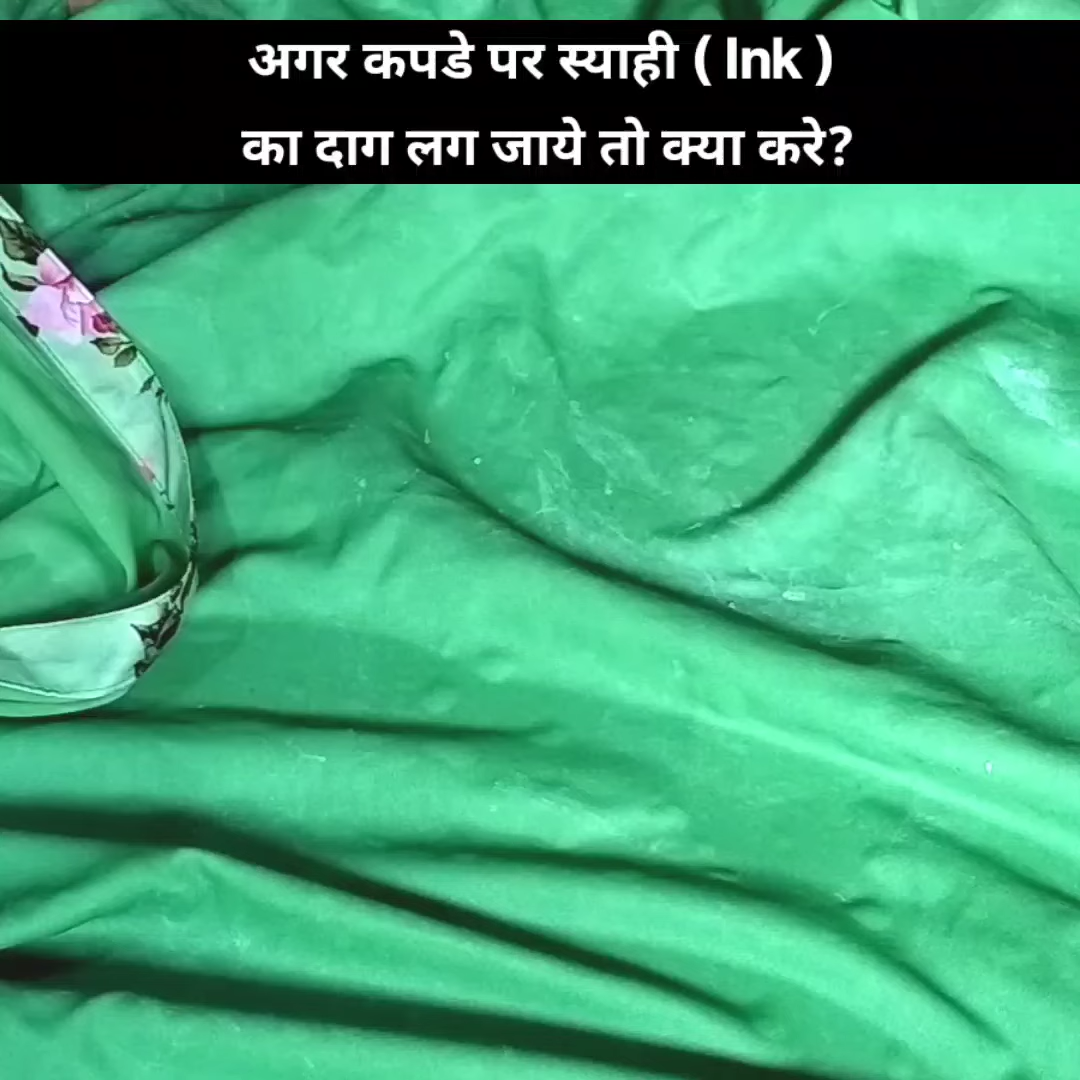 अगर कपडे पर स्याही ( Ink )
का दाग लग जाये तो क्या करे?